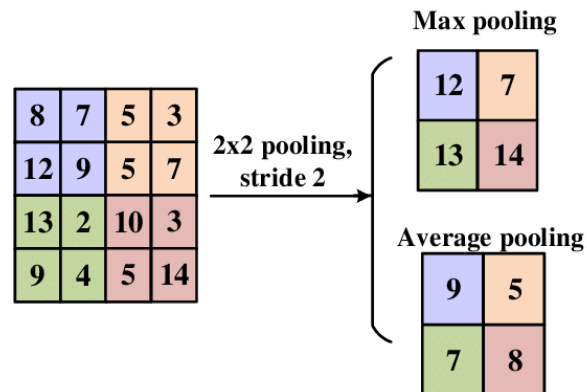 Max pooling
12 7
13 14
8 7 5 3
12 9 5 7
13 2 10 3
9 4 5 14
2x2 pooling,
stride 2
Average pooling
9 5
7 8